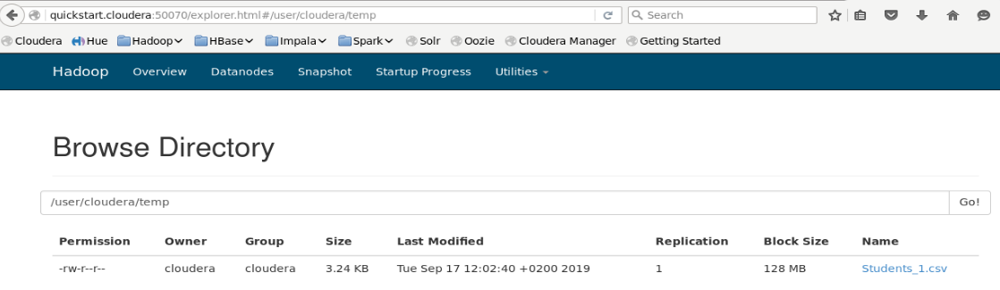 quickstart.cloudera:50070/explorer.html#/user/cloudera/temp Search
Cloudera Hue Hadoop HBase Impala Spark Solr Oozie Cloudera Manager Getting Started
Hadoop Overview Datanodes Snapshot Startup Progress Utilities
Browse Directory
/user/cloudera/temp Go!
Permission Owner Group Size Last Modified Replication Block Size Name
-rw-r--r-- cloudera cloudera 3.24 KB Tue Sep 17 12:02:40 +0200 2019 1 128 MB Students_1.csv